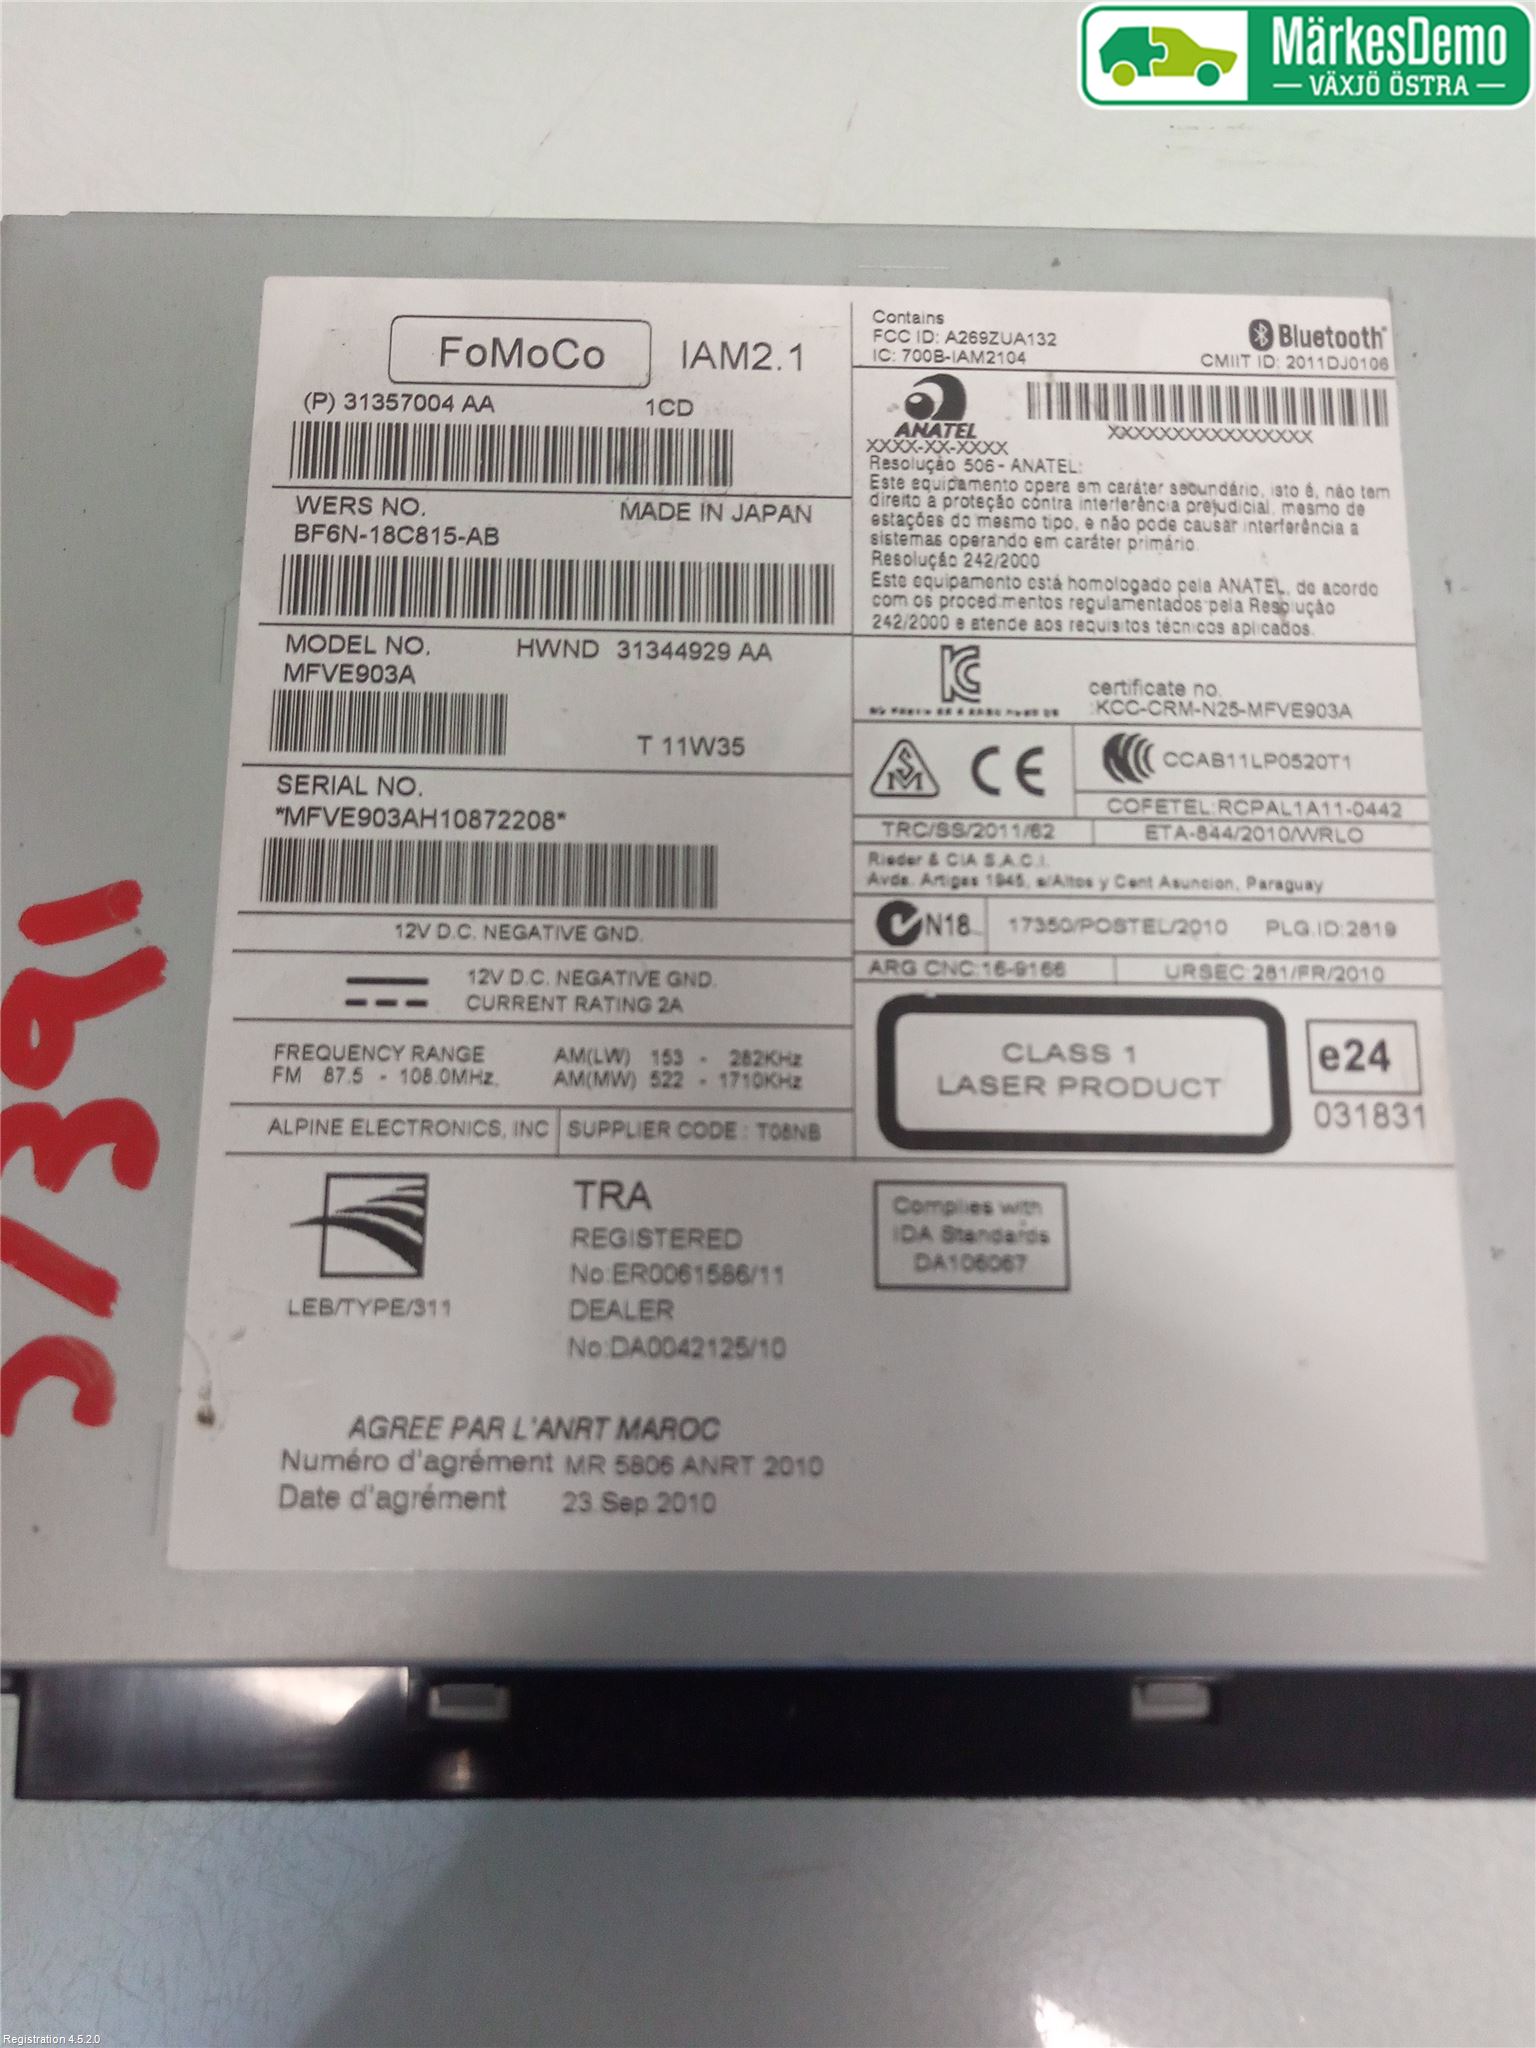 MärkesDemo
VÄXJÖ ÖSTRA
FoMoCo IAM2.1
(P) 31357004 AA 1CD
WERS NO. MADE IN JAPAN
BF6N-18C815-AB
MODEL NO. HWND 31344929 AA
MFVE903A
T 11W35
SERIAL NO.
*MFVE903AH10872208*
12V D.C. NEGATIVE GND.
12V D.C. NEGATIVE GND.
CURRENT RATING 2A
FREQUENCY RANGE AM(LW) 153 - 282KHz
FM 87.5 - 108.0MHz, AM(MW) 522 - 1710KHz
ALPINE ELECTRONICS, INC SUPPLIER CODE : T08NB
Contains
FCC ID: A269ZUA132
IC: 700B-IAM2104
Bluetooth®
CMIIT ID: 2011DJ0106
ANATEL
XXXX-XX-XXXX
XXXXXXXXXXXXXXXX
Resolução 506 - ANATEL:
Este equipamento opera em caráter secundário, isto é, não tem
direito a proteção contra interferência prejudicial, mesmo de
estações do mesmo tipo, e não pode causar interferência a
sistemas operando em caráter primário.
Resolução 242/2000
Este equipamento está homologado pela ANATEL, de acordo
com os procedimentos regulamentados pela Resolução
242/2000 e atende aos requisitos técnicos aplicados.
certificate no.
:KCC-CRM-N25-MFVE903A
CE
CCAB11LP0520T1
COFETEL:RCPAL1A11-0442
TRC/SS/2011/62 ETA-844/2010/WRLO
Rieder & CIA S.A.C.I.
Avda. Artigas 1945, e/Altos y Cent Asuncion, Paraguay
N18 17350/POSTEL/2010 PLG.ID:2819
ARG CNC:16-9166 URSEC:281/FR/2010
CLASS 1
LASER PRODUCT
e24
031831
LEB/TYPE/311
TRA
REGISTERED
No:ER0061586/11
DEALER
No:DA0042125/10
Complies with
IDA Standards
DA106067
AGREE PAR L'ANRT MAROC
Numéro d'agrément MR 5806 ANRT 2010
Date d'agrément 23.Sep.2010
Registration 4.5.2.0